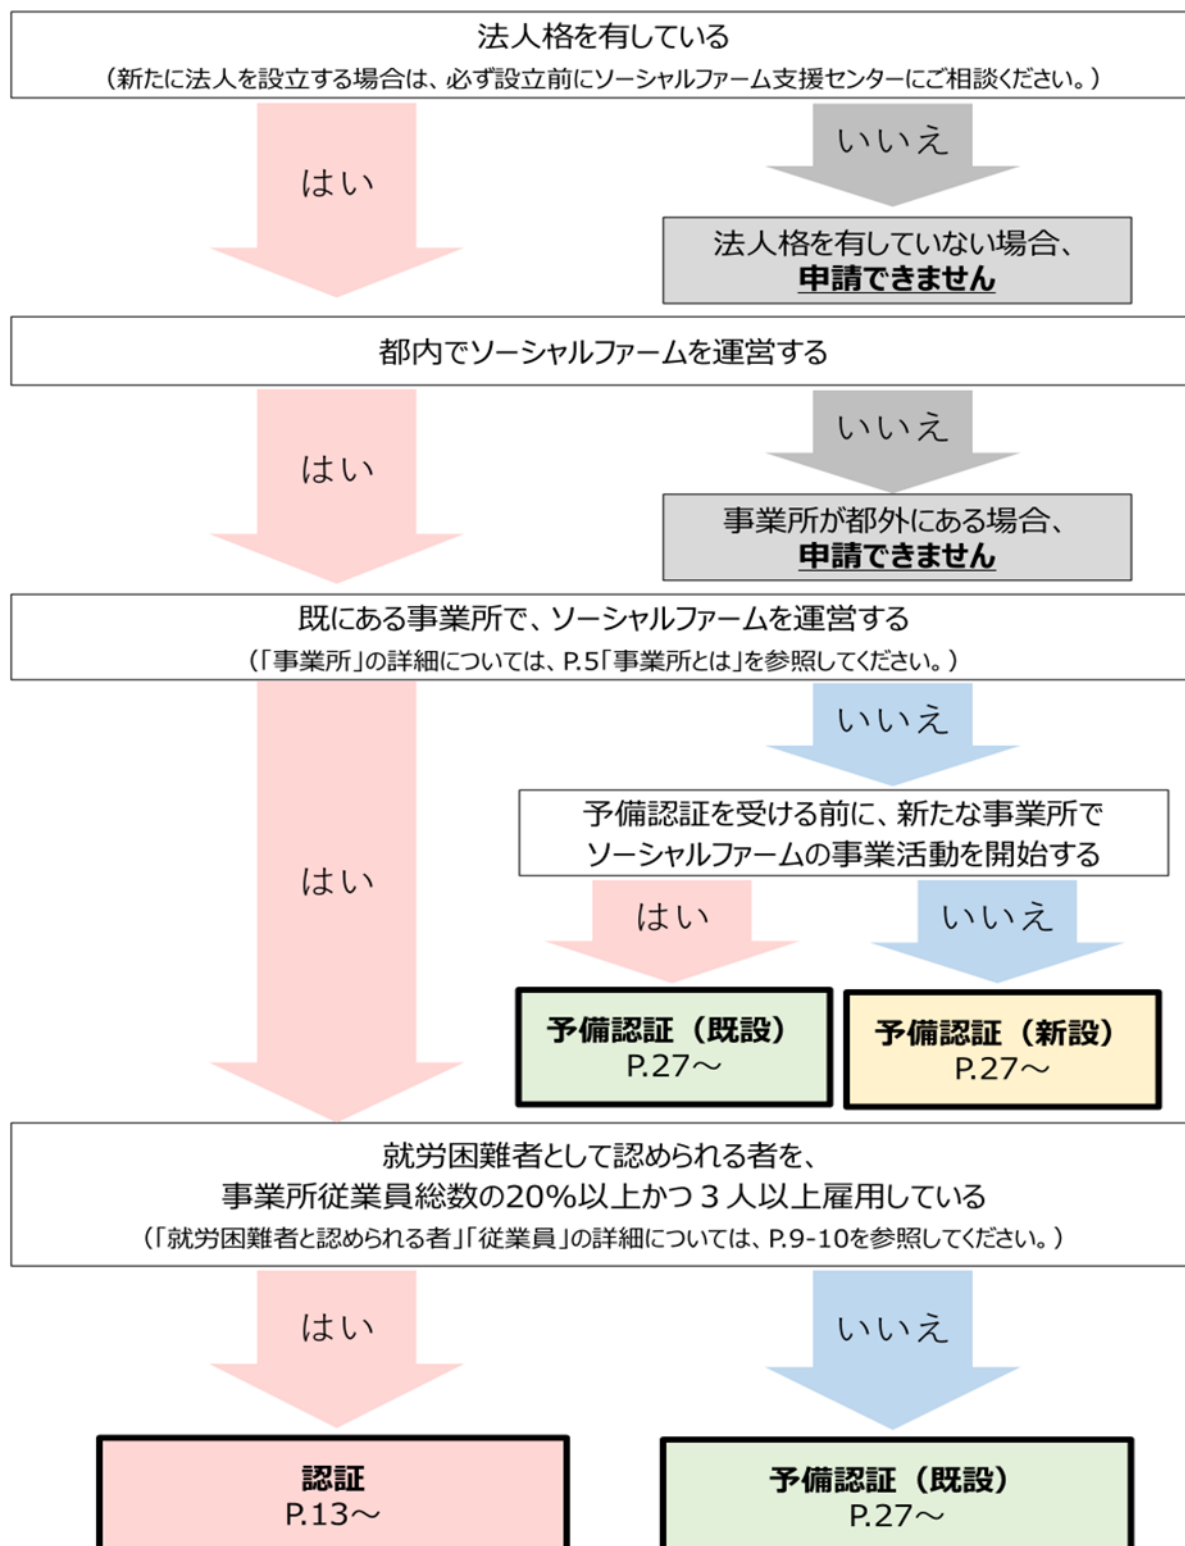 法人格を有している
（新たに法人を設立する場合は、必ず設立前にソーシャルファーム支援センターにご相談ください。）
はい
いいえ
法人格を有していない場合、
申請できません
都内でソーシャルファームを運営する
はい
いいえ
事業所が都外にある場合、
申請できません
既にある事業所で、ソーシャルファームを運営する
（「事業所」の詳細については、P.5「事業所とは」を参照してください。）
はい
いいえ
予備認証を受ける前に、新たな事業所で
ソーシャルファームの事業活動を開始する
はい
いいえ
予備認証（既設）
P.27～
予備認証（新設）
P.27～
就労困難者として認められる者を、
事業所従業員総数の20%以上かつ３人以上雇用している
（「就労困難者と認められる者」「従業員」の詳細については、P.9-10を参照してください。）
はい
いいえ
認証
P.13～
予備認証（既設）
P.27～